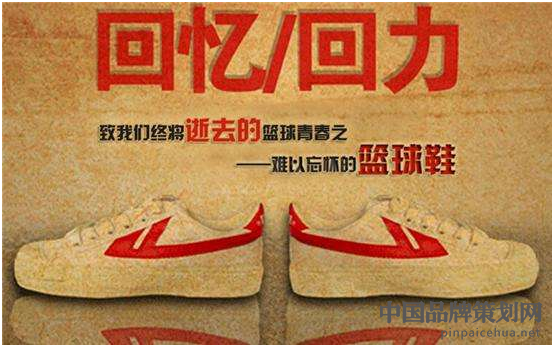 回忆/回力
致我们终将逝去的篮球青春之
——难以忘怀的篮球鞋
中国品牌策划网
pinpaicehua.net